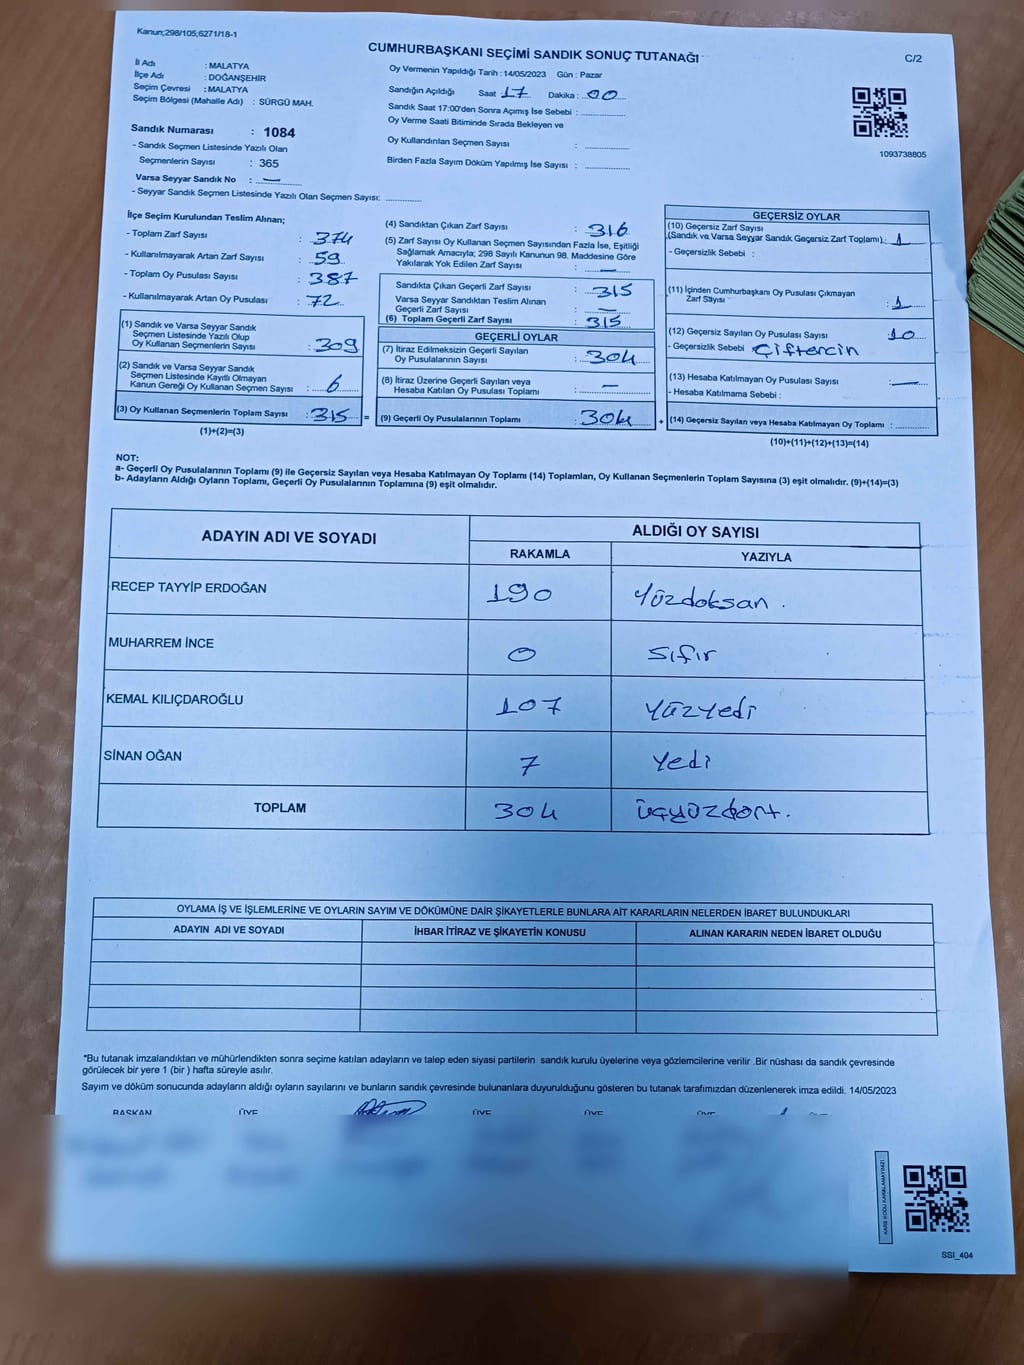 Kanun;298/105;6271/18-1
CUMHURBAŞKANI SEÇİMİ SANDIK SONUÇ TUTANAĞI
C/2
İl Adı : MALATYA
İlçe Adı : DOĞANŞEHİR
Seçim Çevresi : MALATYA
Seçim Bölgesi (Mahalle Adı) : SÜRGÜ MAH.
Sandık Numarası : 1084
- Sandık Seçmen Listesinde Yazılı Olan
Seçmenlerin Sayısı : 365
Varsa Seyyar Sandık No : —
- Seyyar Sandık Seçmen Listesinde Yazılı Olan Seçmen Sayısı:
Oy Vermenin Yapıldığı Tarih : 14/05/2023 Gün : Pazar
Sandığın Açıldığı Saat 17 Dakika : 00
Sandık Saat 17:00'den Sonra Açımış İse Sebebi :
Oy Verme Saati Bitiminde Sırada Bekleyen ve
Oy Kullandırılan Seçmen Sayısı :
Birden Fazla Sayım Döküm Yapılmış İse Sayısı :
1093738805
İlçe Seçim Kurulundan Teslim Alınan;
- Toplam Zarf Sayısı : 374
- Kullanılmayarak Artan Zarf Sayısı : 59
- Toplam Oy Pusulası Sayısı : 387
- Kullanılmayarak Artan Oy Pusulası : 72
(1) Sandık ve Varsa Seyyar Sandık
Seçmen Listesinde Yazılı Olup
Oy Kullanan Seçmenlerin Sayısı : 309
(2) Sandık ve Varsa Seyyar Sandık
Seçmen Listesinde Kayıtlı Olmayan
Kanun Gereği Oy Kullanan Seçmen Sayısı : 6
(3) Oy Kullanan Seçmenlerin Toplam Sayısı : 315 =
(1)+(2)=(3)
(4) Sandıktan Çıkan Zarf Sayısı : 316
(5) Zarf Sayısı Oy Kullanan Seçmen Sayısından Fazla İse, Eşitliği
Sağlamak Amacıyla; 298 Sayılı Kanunun 98. Maddesine Göre
Yakılarak Yok Edilen Zarf Sayısı : —
Sandıkta Çıkan Geçerli Zarf Sayısı : 315
Varsa Seyyar Sandıktan Teslim Alınan
Geçerli Zarf Sayısı : —
(6) Toplam Geçerli Zarf Sayısı : 315
GEÇERLİ OYLAR
(7) İtiraz Edilmeksizin Geçerli Sayılan
Oy Pusulalarının Sayısı : 304
(8) İtiraz Üzerine Geçerli Sayılan veya
Hesaba Katılan Oy Pusulası Toplamı : —
(9) Geçerli Oy Pusulalarının Toplamı : 304 +
GEÇERSİZ OYLAR
(10) Geçersiz Zarf Sayısı
(Sandık ve Varsa Seyyar Sandık Geçersiz Zarf Toplamı) : 1
- Geçersizlik Sebebi :
(11) İçinden Cumhurbaşkanı Oy Pusulası Çıkmayan
Zarf Sayısı : 1
(12) Geçersiz Sayılan Oy Pusulası Sayısı : 10
- Geçersizlik Sebebi : Çiftercin
(13) Hesaba Katılmayan Oy Pusulası Sayısı : —
- Hesaba Katılmama Sebebi :
(14) Geçersiz Sayılan veya Hesaba Katılmayan Oy Toplamı :
(10)+(11)+(12)+(13)=(14)
NOT:
a- Geçerli Oy Pusulalarının Toplamı (9) ile Geçersiz Sayılan veya Hesaba Katılmayan Oy Toplamı (14) Toplamları, Oy Kullanan Seçmenlerin Toplam Sayısına (3) eşit olmalıdır. (9)+(14)=(3)
b- Adayların Aldığı Oyların Toplamı, Geçerli Oy Pusulalarının Toplamına (9) eşit olmalıdır.
ADAYIN ADI VE SOYADI ALDIĞI OY SAYISI
RAKAMLA YAZIYLA
RECEP TAYYİP ERDOĞAN 190 Yüzdoksan.
MUHARREM İNCE 0 sıfır
KEMAL KILIÇDAROĞLU 107 Yüzyedi
SİNAN OĞAN 7 Yedi
TOPLAM 304 üçyüzdört.
OYLAMA İŞ VE İŞLEMLERİNE VE OYLARIN SAYIM VE DÖKÜMÜNE DAİR ŞİKAYETLERLE BUNLARA AİT KARARLARIN NELERDEN İBARET BULUNDUKLARI
ADAYIN ADI VE SOYADI İHBAR İTİRAZ VE ŞİKAYETİN KONUSU ALINAN KARARIN NEDEN İBARET OLDUĞU
*Bu tutanak imzalandıktan ve mühürlendikten sonra seçime katılan adayların ve talep eden siyasi partilerin sandık kurulu üyelerine veya gözlemcilerine verilir .Bir nüshası da sandık çevresinde
görülecek bir yere 1 (bir ) hafta süreyle asılır.
Sayım ve döküm sonucunda adayların aldığı oyların sayılarını ve bunların sandık çevresinde bulunanlara duyurulduğunu gösteren bu tutanak tarafımızdan düzenlenerek imza edildi. 14/05/2023
BAŞKAN ÜYE ÜYE ÜYE ÜYE
SSİ_404